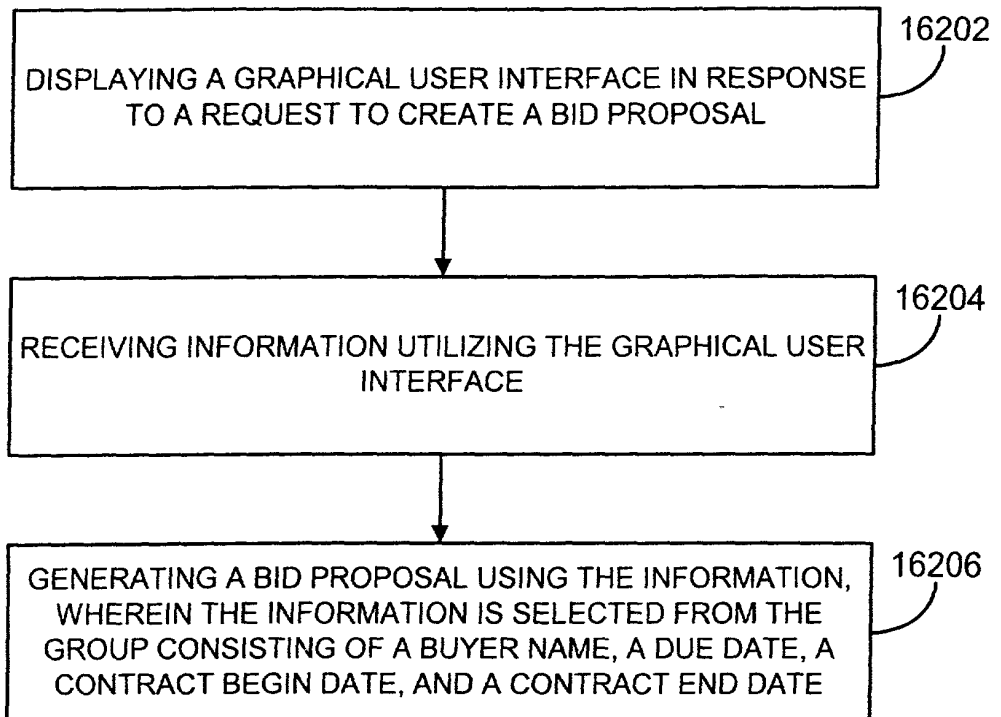 16202
DISPLAYING A GRAPHICAL USER INTERFACE IN RESPONSE
TO A REQUEST TO CREATE A BID PROPOSAL
16204
RECEIVING INFORMATION UTILIZING THE GRAPHICAL USER
INTERFACE
16206
GENERATING A BID PROPOSAL USING THE INFORMATION,
WHEREIN THE INFORMATION IS SELECTED FROM THE
GROUP CONSISTING OF A BUYER NAME, A DUE DATE, A
CONTRACT BEGIN DATE, AND A CONTRACT END DATE